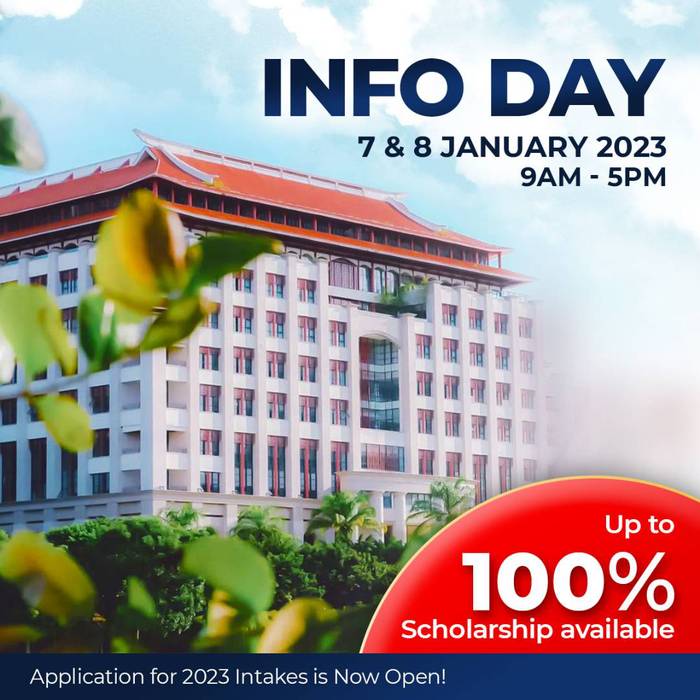 INFO DAY
7 & 8 JANUARY 2023
9AM - 5PM
Up to
100%
Scholarship available
Application for 2023 Intakes is Now Open!